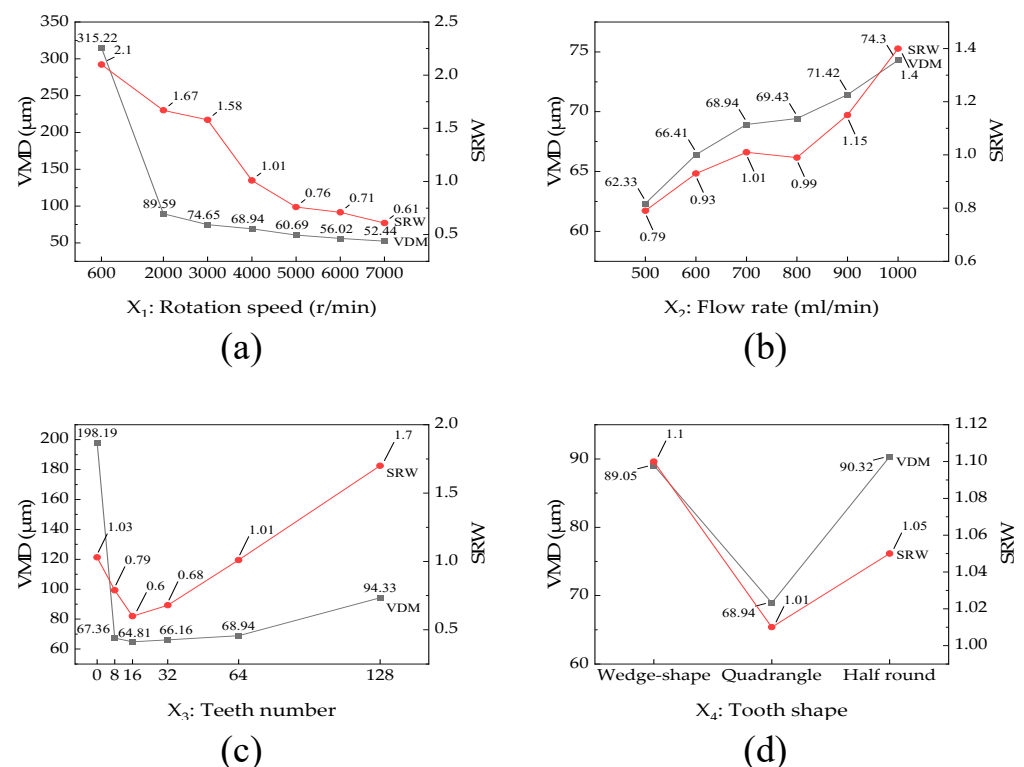 (a)
350
300
250
200
150
100
50
VMD (μm)
315.22
2.1
1.67
1.58
1.01
0.76
0.71
0.61
89.59
74.65
68.94
60.69
56.02
52.44
SRW
VDM
2.5
2.0
1.5
1.0
0.5
SRW
600 2000 3000 4000 5000 6000 7000
X₁: Rotation speed (r/min)
(a)
(b)
75
70
65
60
VMD (μm)
62.33
66.41
68.94
69.43
71.42
74.3
0.79
0.93
1.01
0.99
1.15
1.4
SRW
VDM
1.4
1.2
1.0
0.8
0.6
SRW
500 600 700 800 900 1000
X₂: Flow rate (ml/min)
(b)
(c)
200
180
160
140
120
100
80
60
VMD (μm)
198.19
1.03
0.79
0.6
0.68
1.01
1.7
67.36
64.81
66.16
68.94
94.33
SRW
VDM
2.0
1.5
1.0
0.5
SRW
0 8 16 32 64 128
X₃: Teeth number
(c)
(d)
90
80
70
60
VMD (μm)
1.1
89.05
68.94
1.01
90.32
1.05
VDM
SRW
1.12
1.10
1.08
1.06
1.04
1.02
1.00
SRW
Wedge-shape Quadrangle Half round
X₄: Tooth shape
(d)